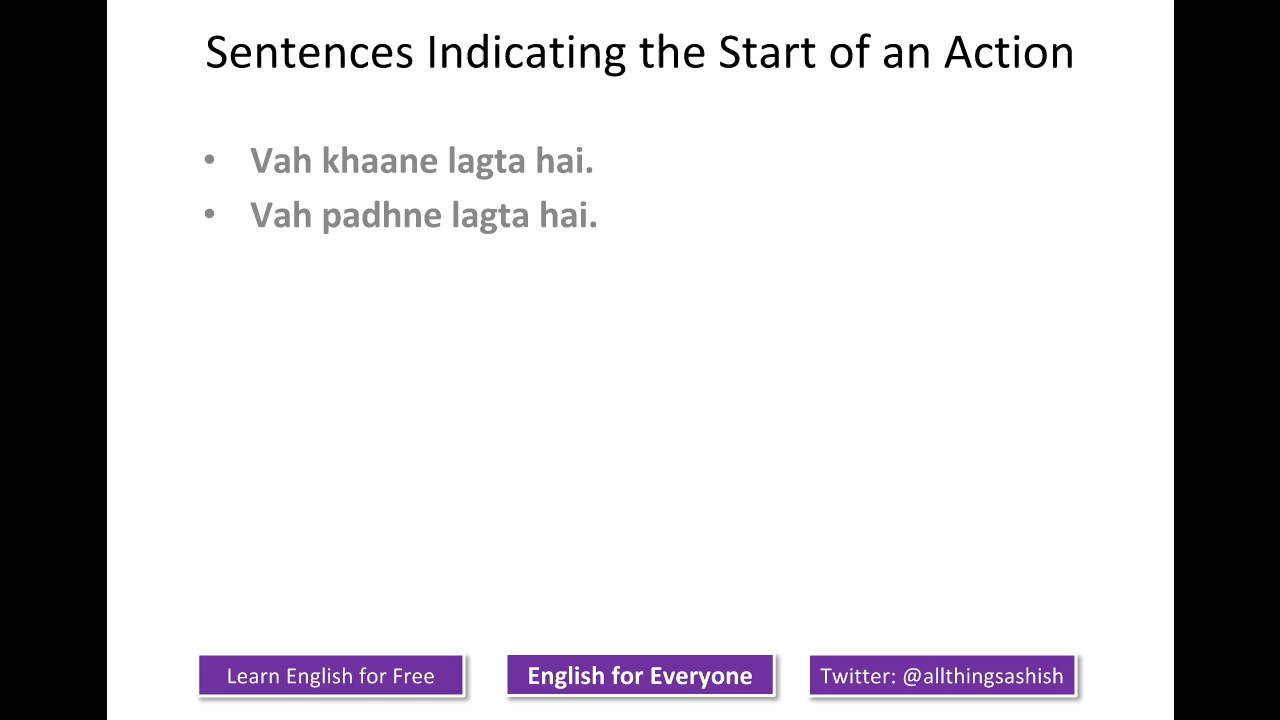 Sentences Indicating the Start of an Action
• Vah khaane lagta hai.
• Vah padhne lagta hai.
Learn English for Free
English for Everyone
Twitter: @allthingsashish